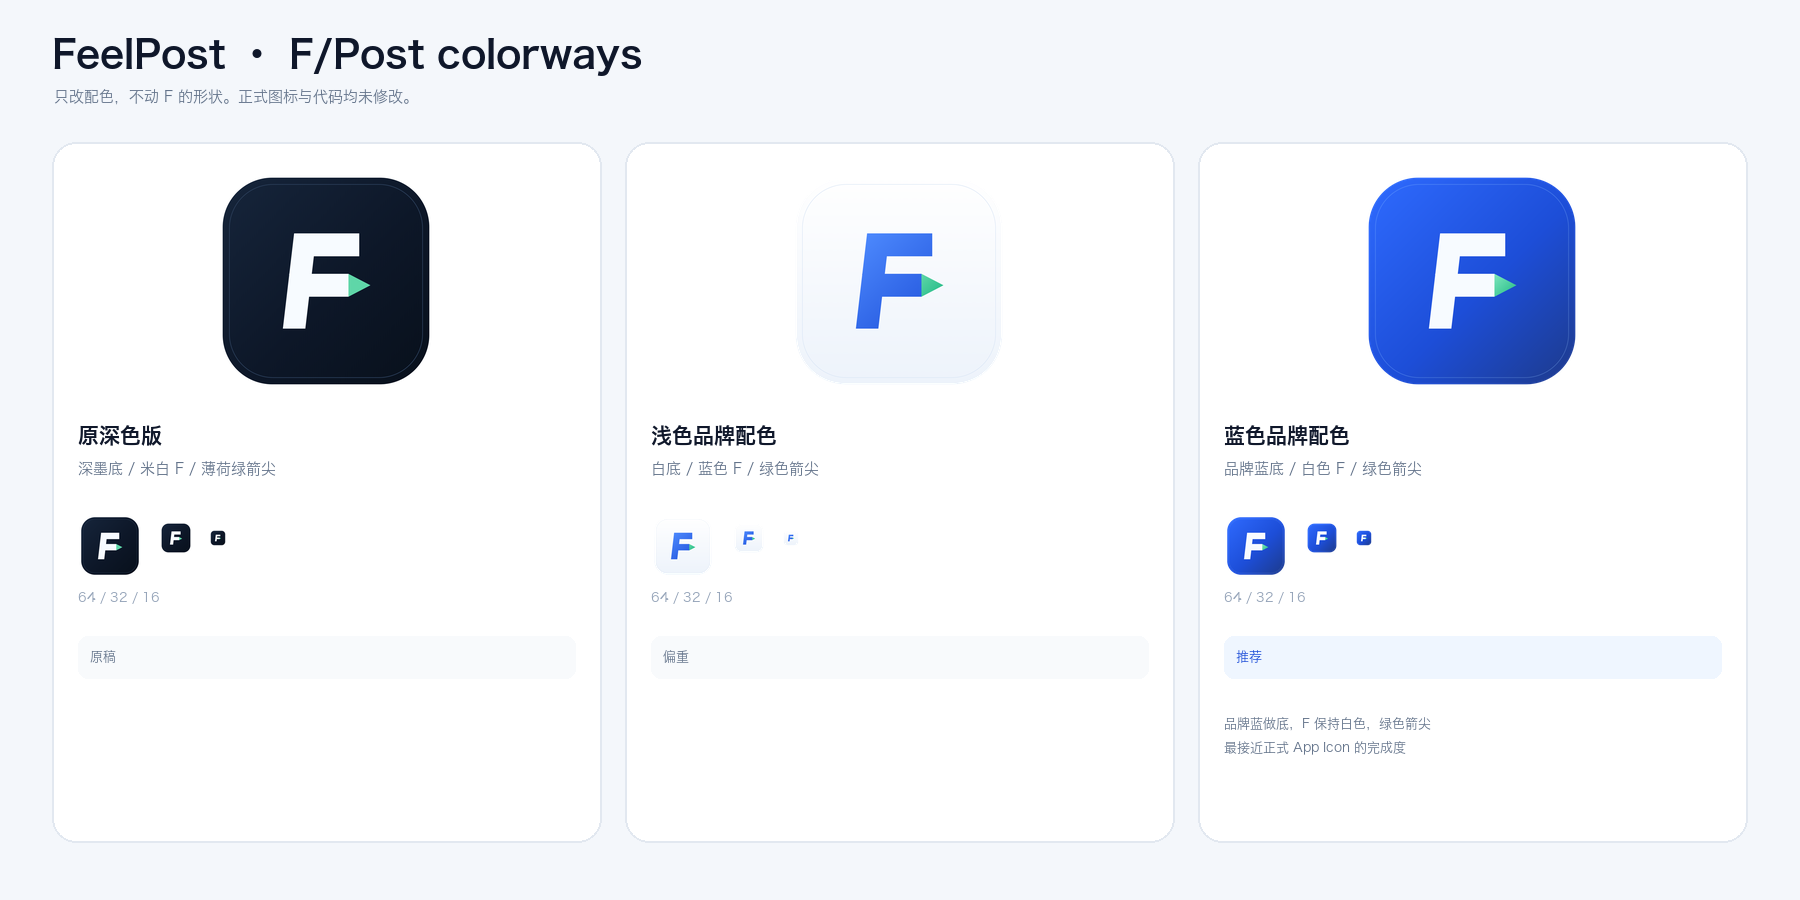 FeelPost · F/Post colorways
只改配色，不动 F 的形状。正式图标与代码均未修改。
F
原深色版
深墨底 / 米白 F / 薄荷绿箭尖
F F F
64 / 32 / 16
原稿
F
浅色品牌配色
白底 / 蓝色 F / 绿色箭尖
F F F
64 / 32 / 16
偏重
F
蓝色品牌配色
品牌蓝底 / 白色 F / 绿色箭尖
F F F
64 / 32 / 16
推荐
品牌蓝做底，F 保持白色，绿色箭尖
最接近正式 App Icon 的完成度